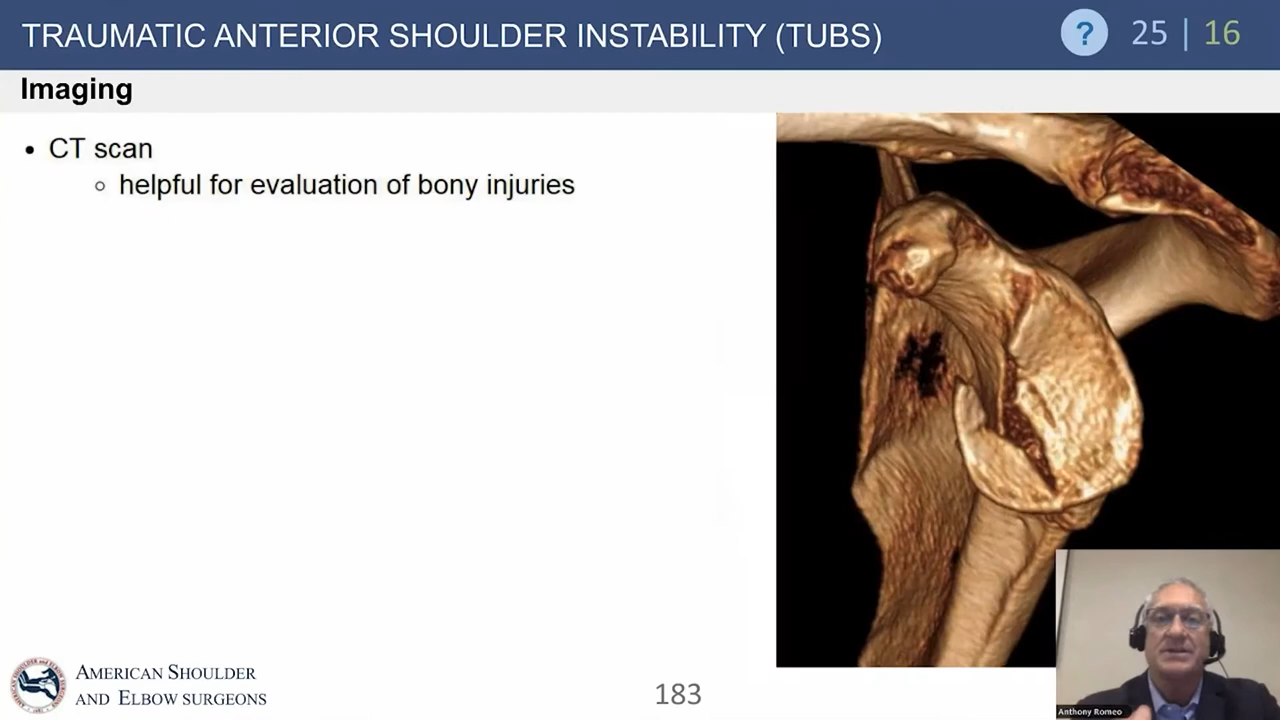 TRAUMATIC ANTERIOR SHOULDER INSTABILITY (TUBS)
? 25 | 16
Imaging
• CT scan
○ helpful for evaluation of bony injuries
AMERICAN SHOULDER
AND ELBOW SURGEONS
183
Anthony Romeo